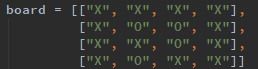 board = [["X", "X", "X", "X"],
["X", "O", "O", "X"],
["X", "X", "O", "X"],
["X", "O", "X", "X"]]